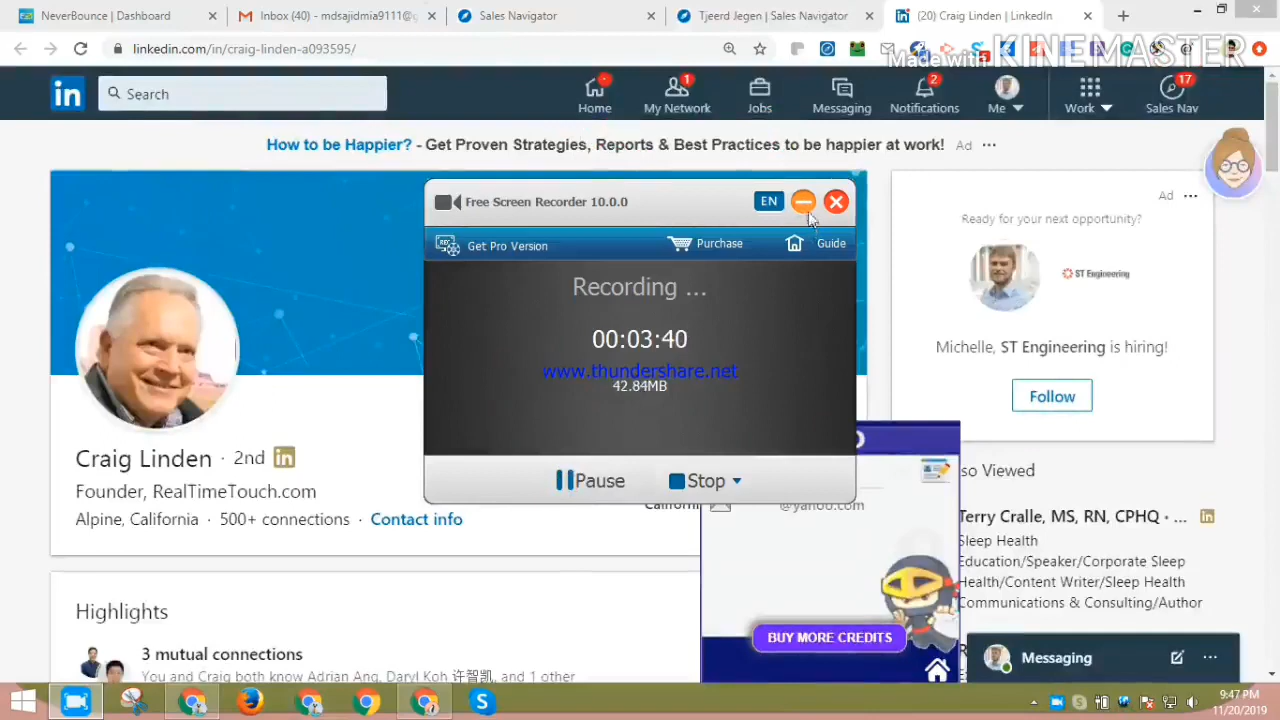 NeverBounce | Dashboard
Inbox (40) - mdsajidmia9111@g
Sales Navigator
Tjeerd Jegen | Sales Navigator
(20) Craig Linden | LinkedIn
linkedin.com/in/craig-linden-a093595/
Made with KINEMASTER
in
Search
Home
My Network
1
Jobs
Messaging
Notifications
2
Me
Work
Sales Nav
17
How to be Happier? - Get Proven Strategies, Reports & Best Practices to be happier at work! Ad
Free Screen Recorder 10.0.0
EN
Get Pro Version
Purchase
Guide
Recording ...
00:03:40
www.thundershare.net
42.84MB
Pause
Stop
Ad
Ready for your next opportunity?
ST Engineering
Michelle, ST Engineering is hiring!
Follow
Craig Linden · 2nd in
Founder, RealTimeTouch.com
Alpine, California · 500+ connections · Contact info
Californ
@yahoo.com
BUY MORE CREDITS
so Viewed
Terry Cralle, MS, RN, CPHQ • ... in
Sleep Health
Education/Speaker/Corporate Sleep
Health/Content Writer/Sleep Health
Communications & Consulting/Author
Highlights
3 mutual connections
You and Craig both know Adrian Ang, Daryl Koh 许智凯, and 1 other
Messaging
9:47 PM
11/20/2019